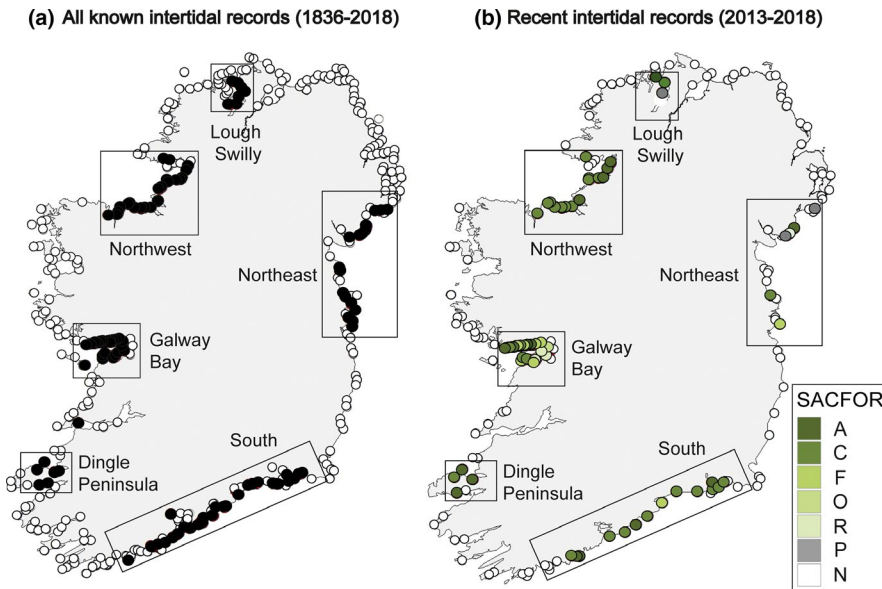 (a) All known intertidal records (1836-2018)
(b) Recent intertidal records (2013-2018)
Lough
Swilly
Northwest
Northeast
Galway
Bay
South
Dingle
Peninsula
Lough
Swilly
Northwest
Northeast
Galway
Bay
South
Dingle
Peninsula
SACFOR
A
C
F
O
R
P
N